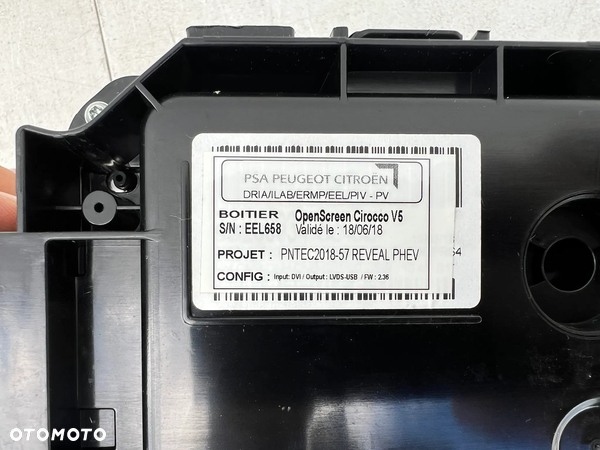 PSA PEUGEOT CITROËN
DRIA/ILAB/ERMP/EEL/PIV - PV
BOITIER OpenScreen Cirocco V5
S/N : EEL658 Validé le : 18/06/18
PROJET : PNTEC2018-57 REVEAL PHEV
CONFIG : Input: DVI / Output : LVDS-USB / FW : 2.36
OTOMOTO